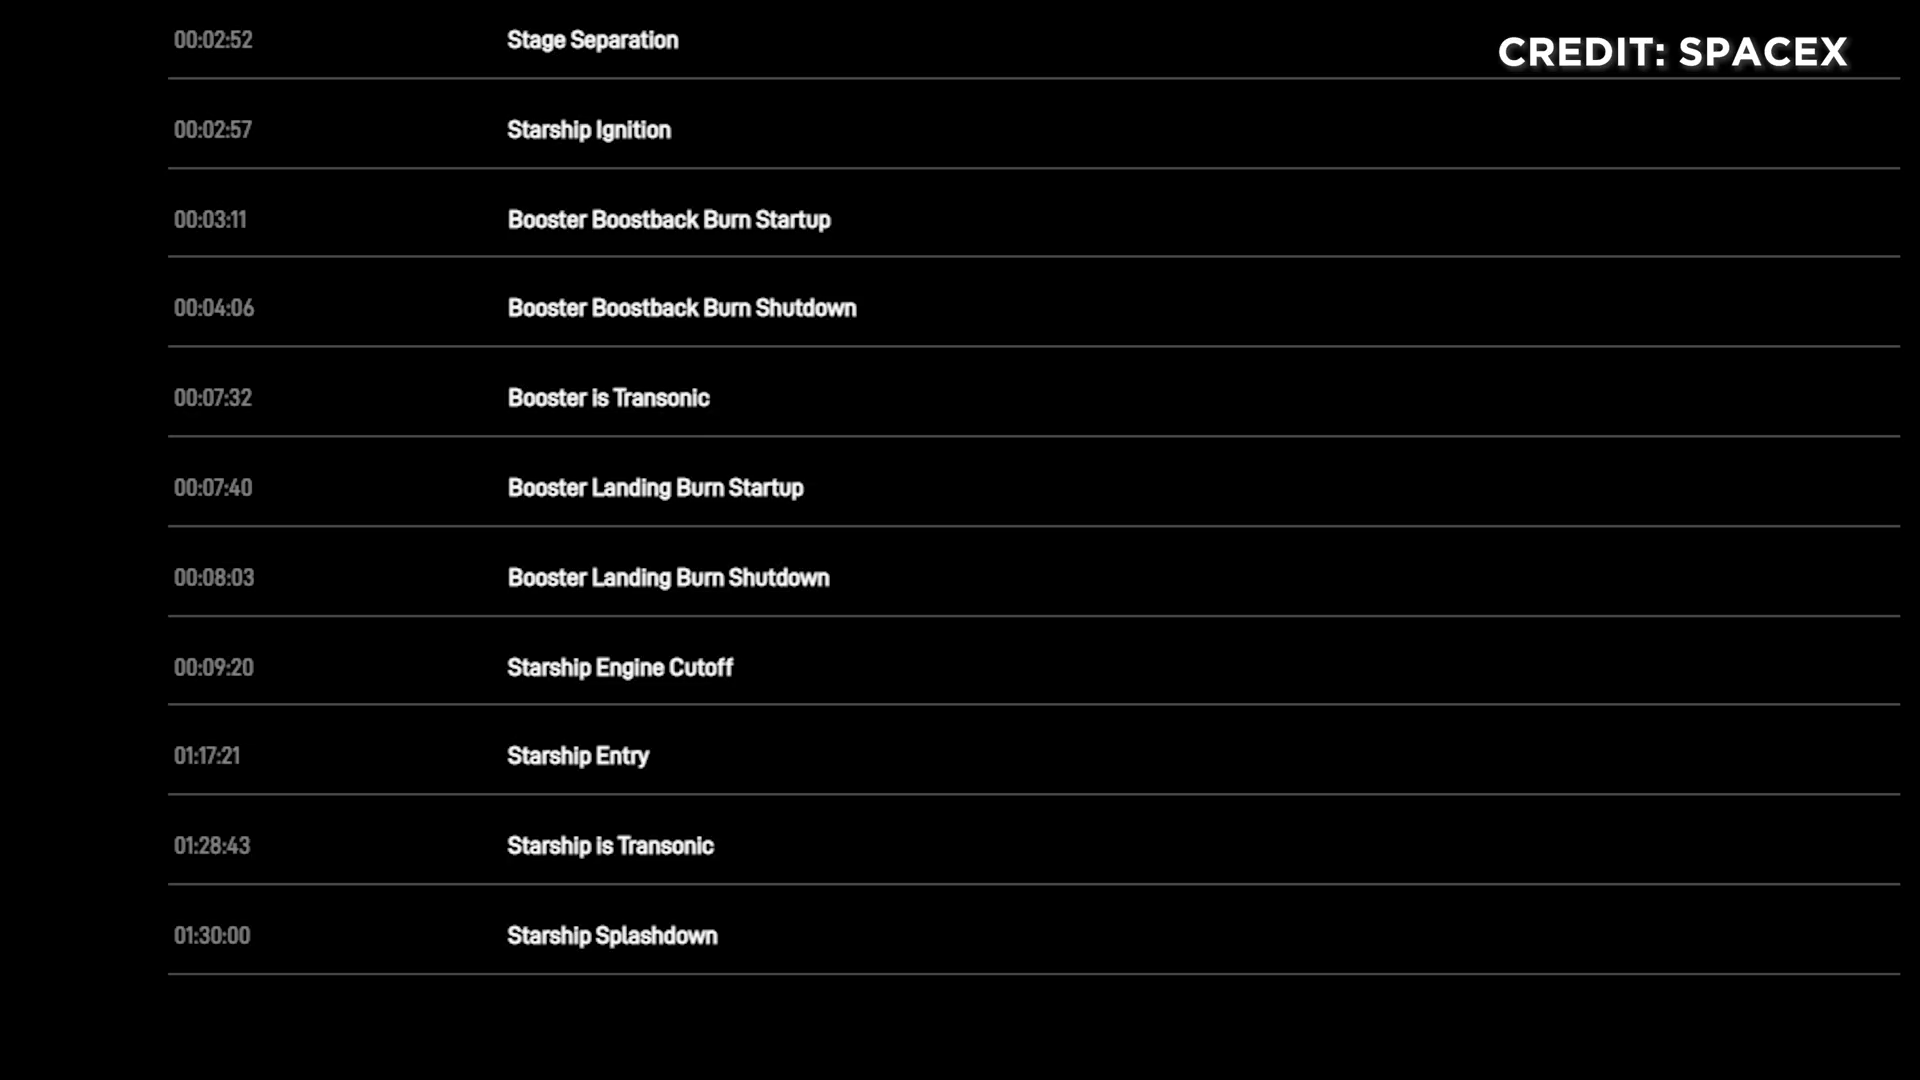 CREDIT: SPACEX
00:02:52 Stage Separation
00:02:57 Starship Ignition
00:03:11 Booster Boostback Burn Startup
00:04:06 Booster Boostback Burn Shutdown
00:07:32 Booster is Transonic
00:07:40 Booster Landing Burn Startup
00:08:03 Booster Landing Burn Shutdown
00:09:20 Starship Engine Cutoff
01:17:21 Starship Entry
01:28:43 Starship is Transonic
01:30:00 Starship Splashdown